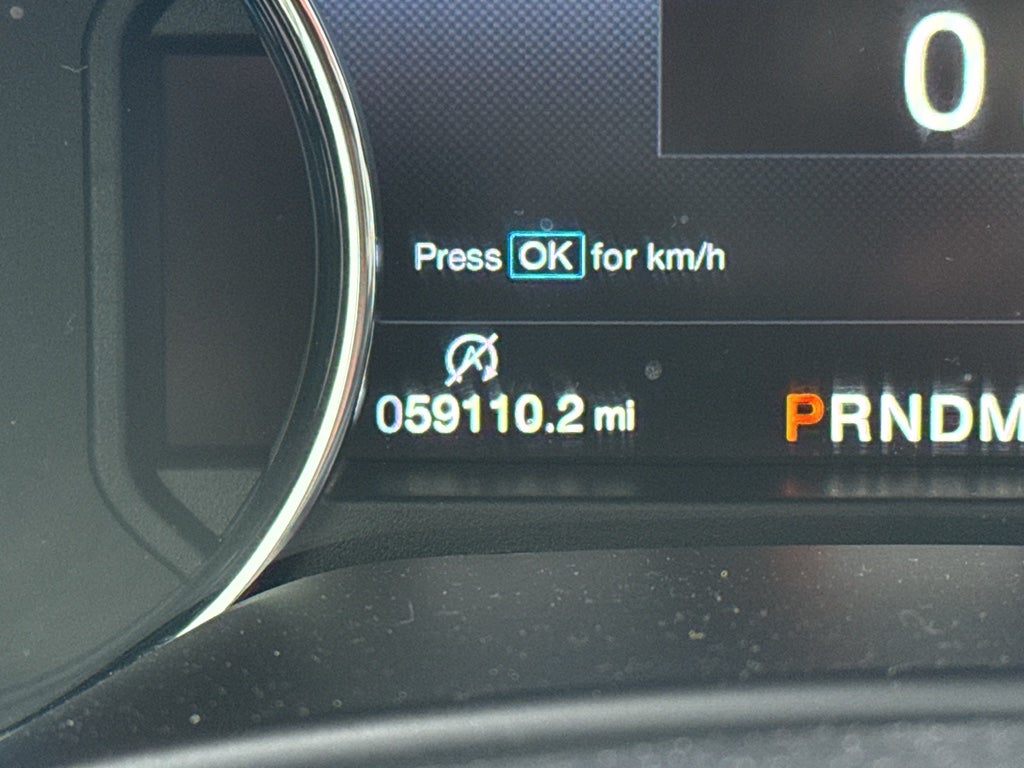 0
Press OK for km/h
A
059110.2 mi
PRNDM